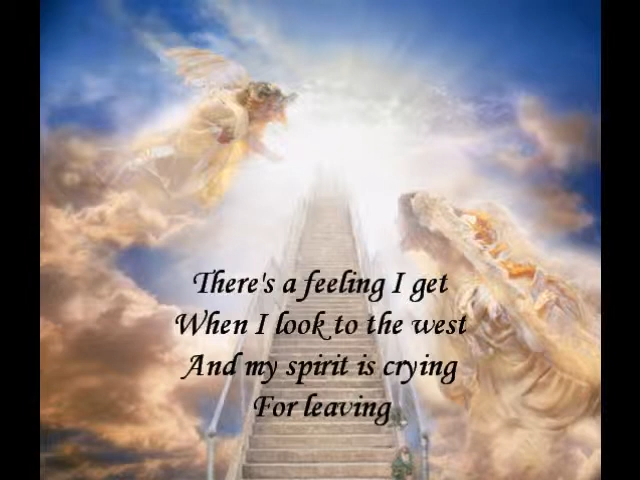 There's a feeling I get
When I look to the west
And my spirit is crying
For leaving